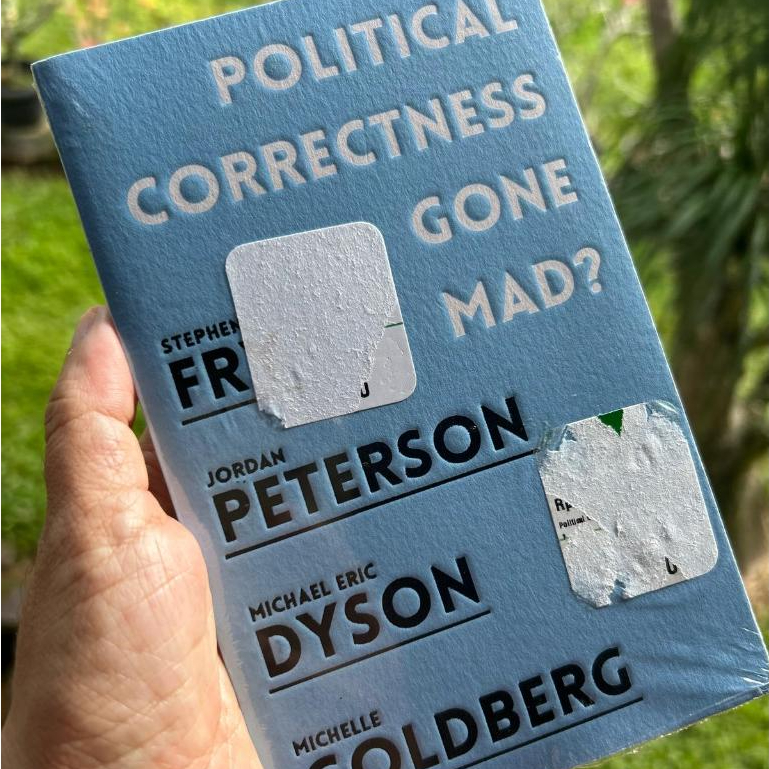 POLITICAL
CORRECTNESS
GONE
MAD?
STEPHEN
FR
JORDAN
PETERSON
MICHAEL ERIC
DYSON
MICHELLE
GOLDBERG